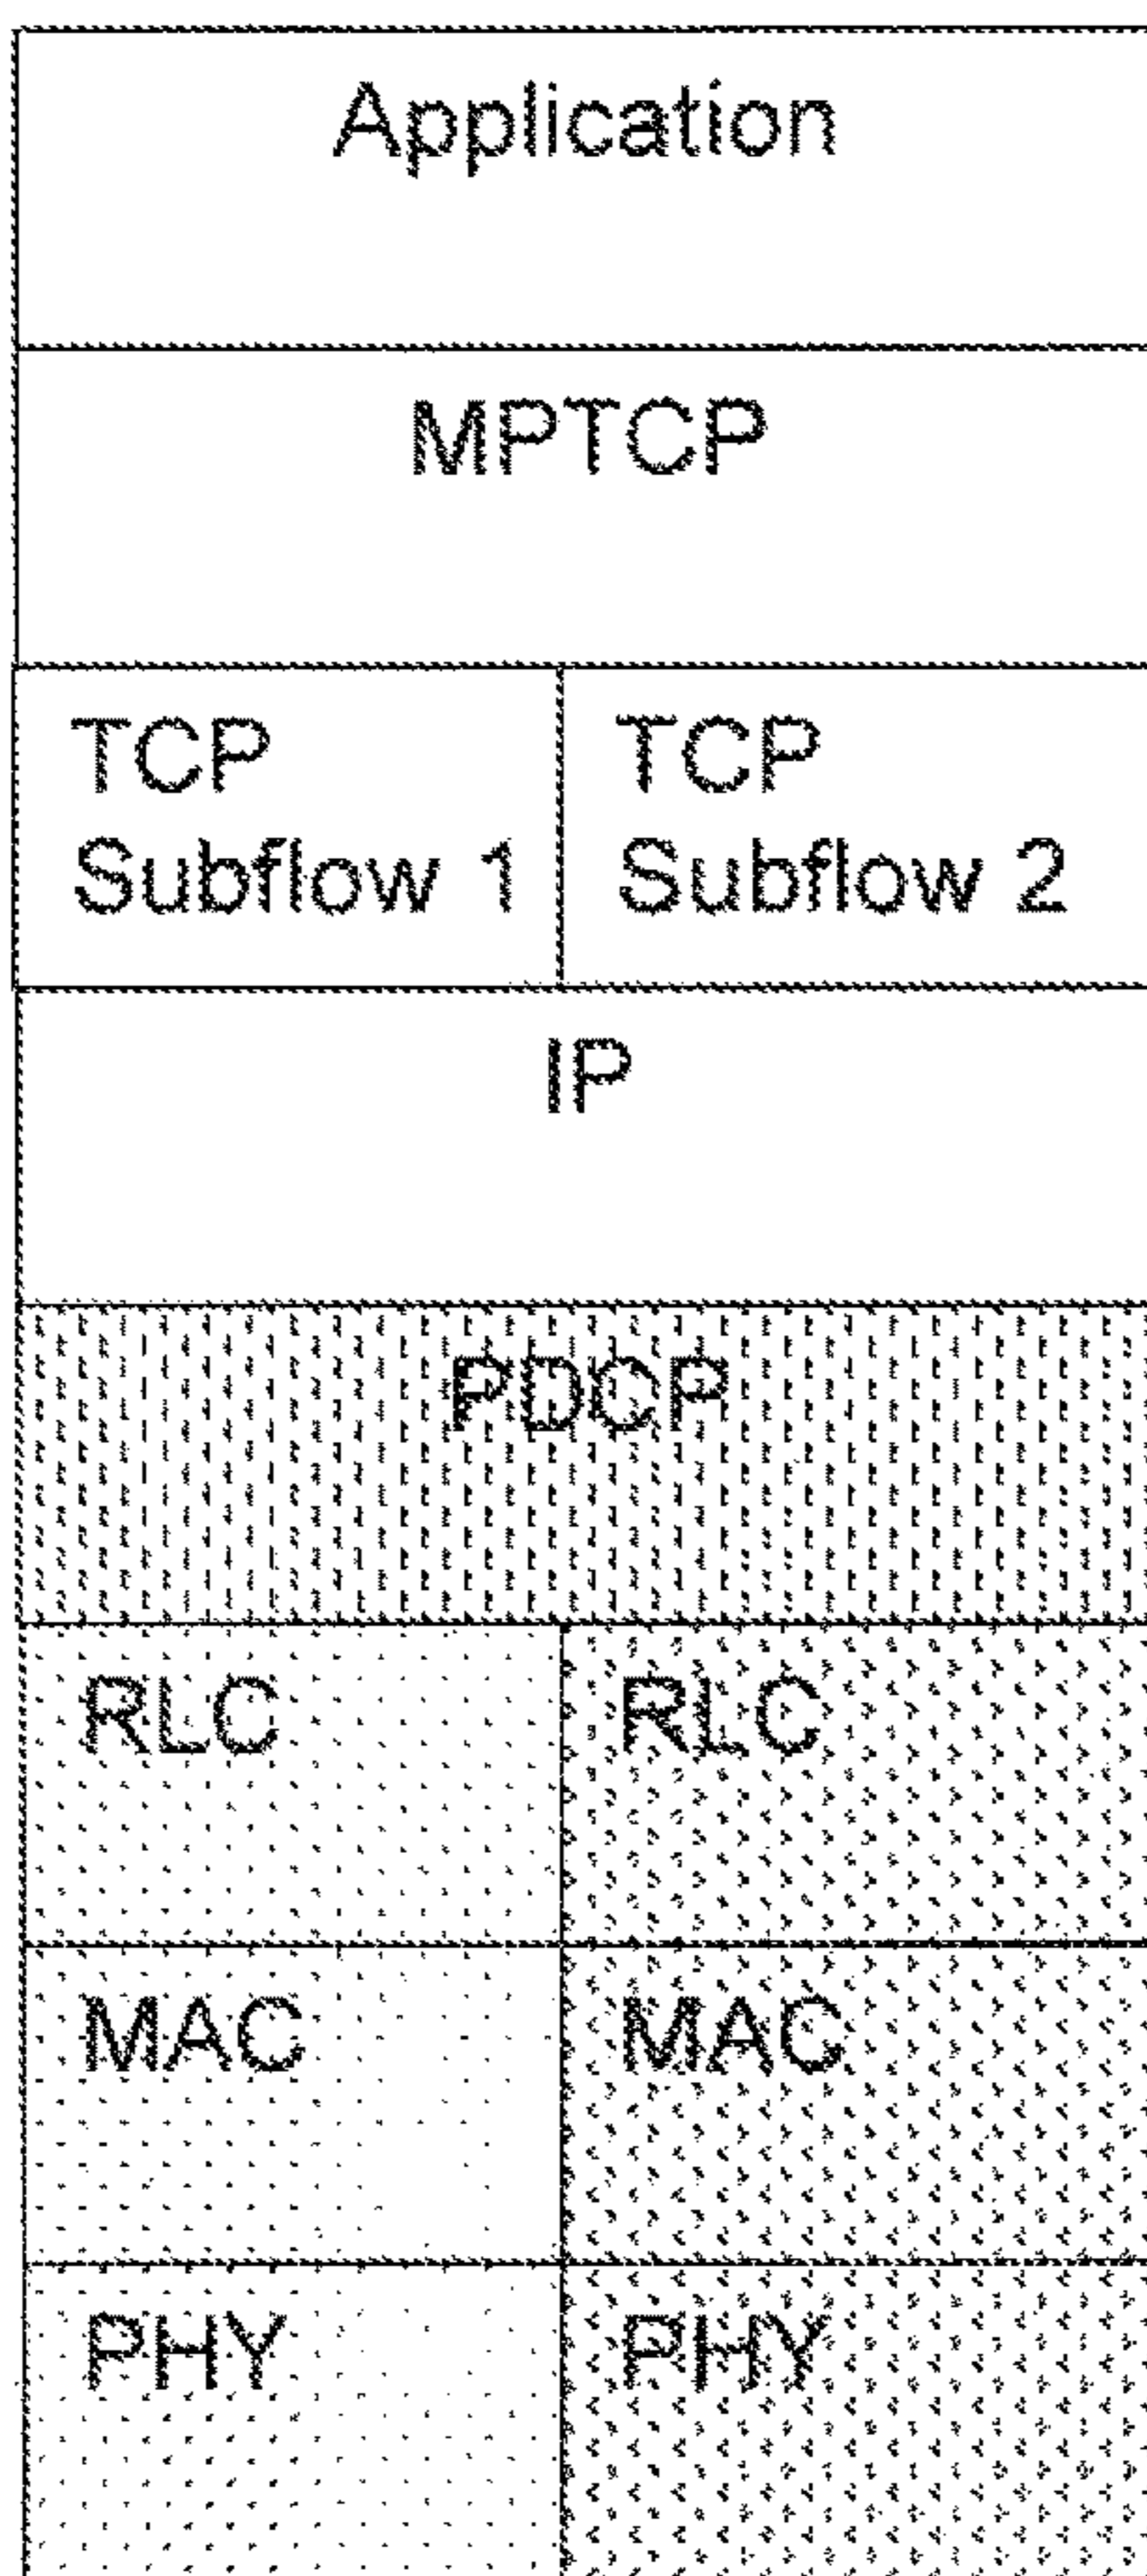 Application
MPTCP
TCP
Subflow 1
TCP
Subflow 2
IP
PDCP
RLC
RLC
MAC
MAC
PHY
PHY